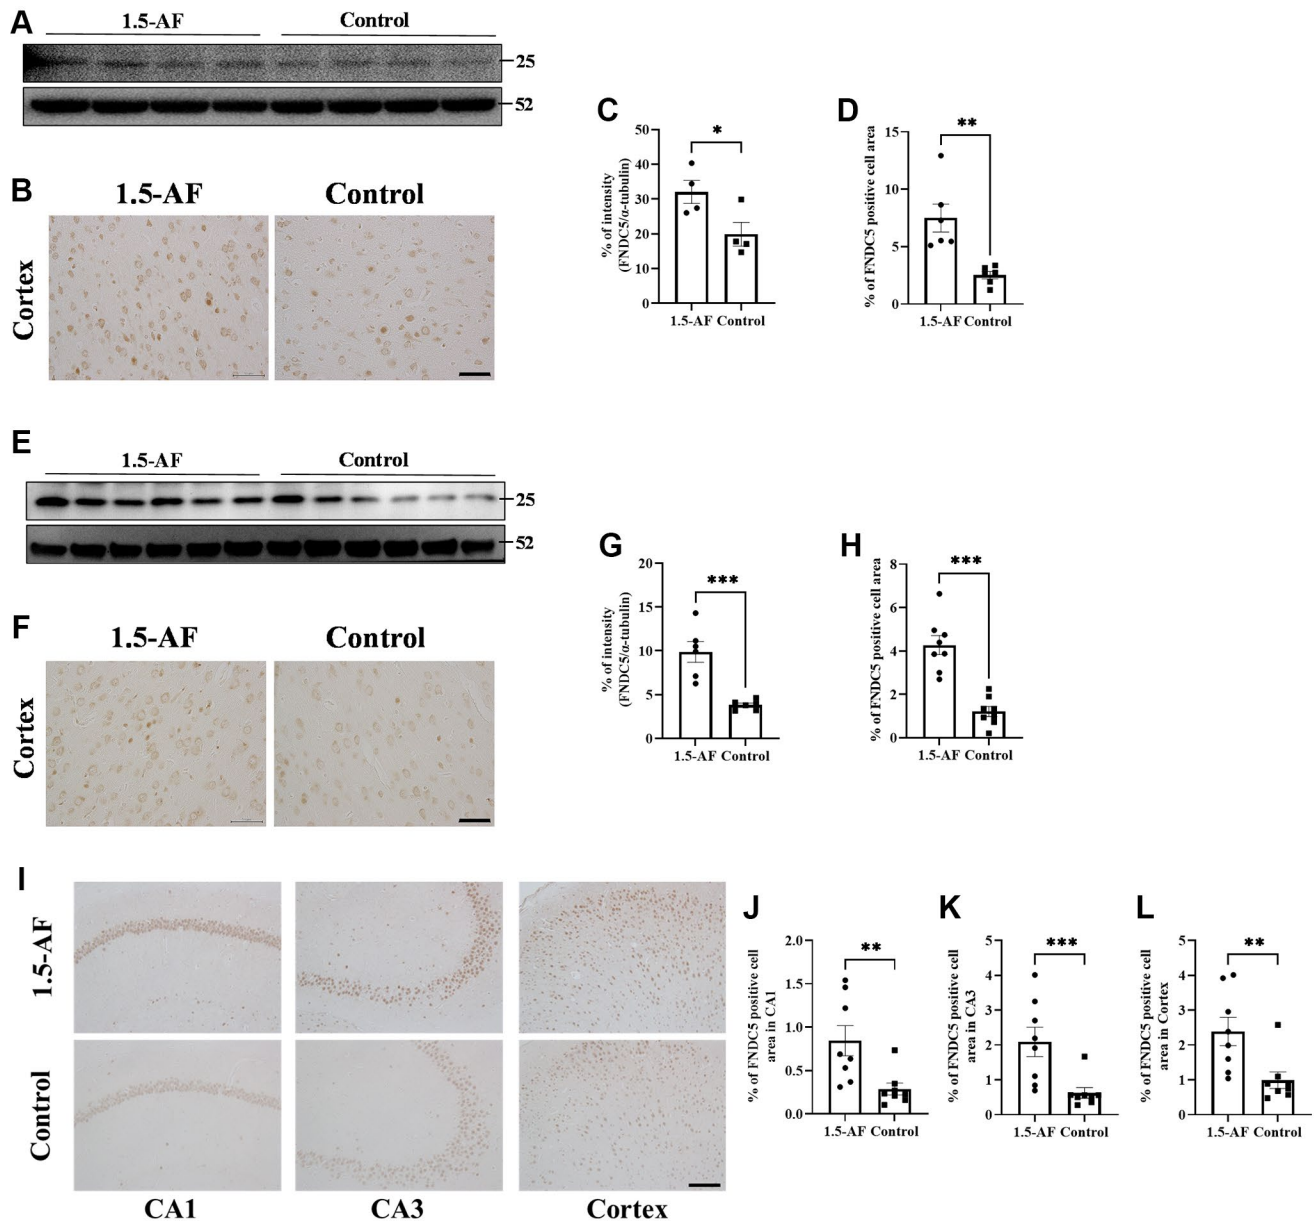 A
1.5-AF Control
25
52
B
1.5-AF Control
Cortex
C
*
% of intensity
(FNDC5/α-tubulin)
50
40
30
20
10
0
1.5-AF Control
D
**
% of FNDC5 positive cell area
15
10
5
0
1.5-AF Control
E
1.5-AF Control
25
52
F
1.5-AF Control
Cortex
G
***
% of intensity
(FNDC5/α-tubulin)
20
15
10
5
0
1.5-AF Control
H
***
% of FNDC5 positive cell area
8
6
4
2
0
1.5-AF Control
I
1.5-AF
Control
CA1 CA3 Cortex
J
**
% of FNDC5 positive cell
area in CA1
2.0
1.5
1.0
0.5
0.0
1.5-AF Control
K
***
% of FNDC5 positive cell
area in CA3
5
4
3
2
1
0
1.5-AF Control
L
**
% of FNDC5 positive cell
area in Cortex
5
4
3
2
1
0
1.5-AF Control